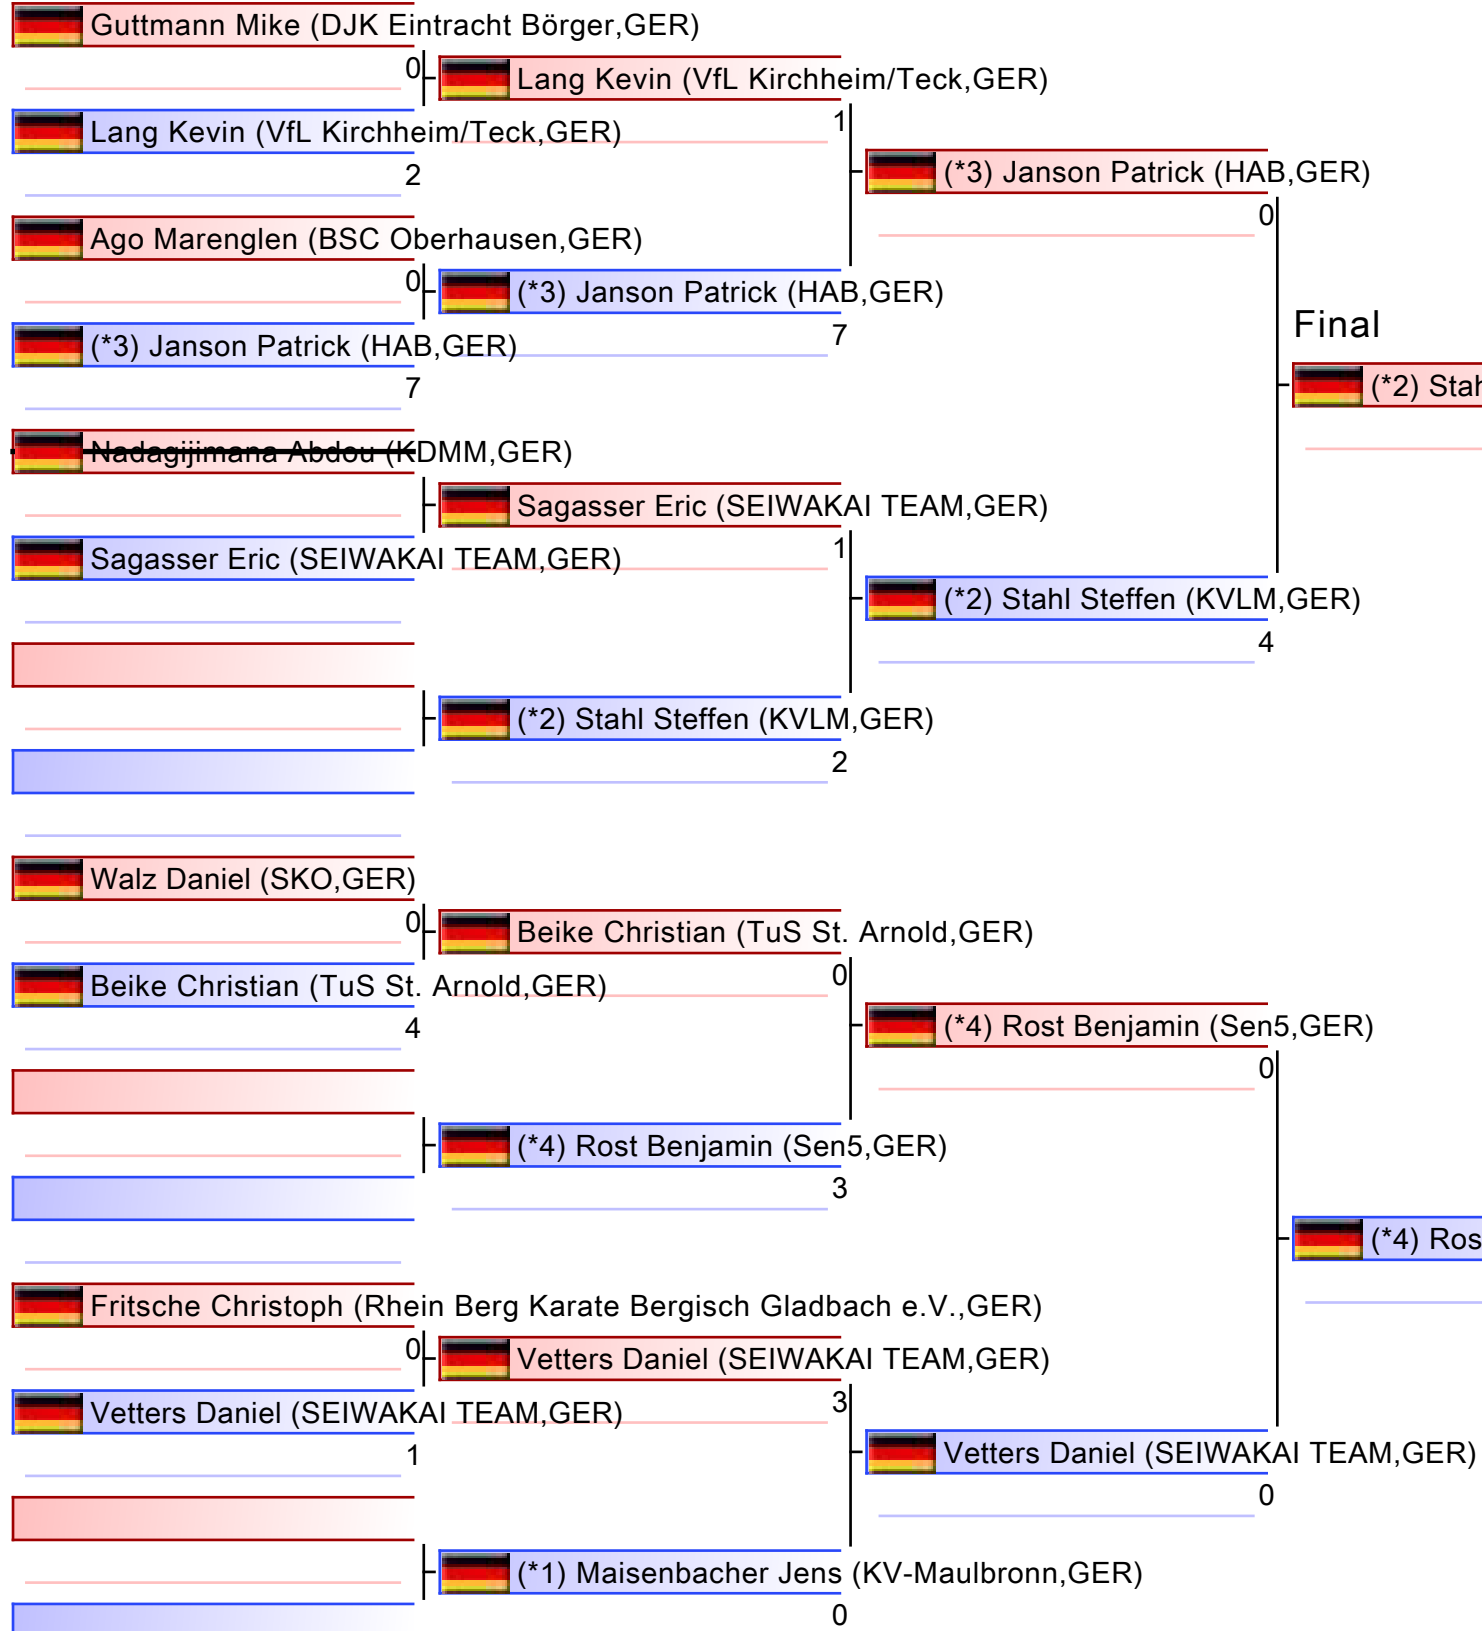 Guttmann Mike (DJK Eintracht Börger,GER)
0
Lang Kevin (VfL Kirchheim/Teck,GER)
Lang Kevin (VfL Kirchheim/Teck,GER)
1
2
(*3) Janson Patrick (HAB,GER)
0
Ago Marenglen (BSC Oberhausen,GER)
0
(*3) Janson Patrick (HAB,GER)
7
(*3) Janson Patrick (HAB,GER)
7
Final
(*2) Stah
Nadagijimana Abdou (KDMM,GER)
Sagasser Eric (SEIWAKAI TEAM,GER)
1
Sagasser Eric (SEIWAKAI TEAM,GER)
(*2) Stahl Steffen (KVLM,GER)
4
(*2) Stahl Steffen (KVLM,GER)
2
Walz Daniel (SKO,GER)
0
Beike Christian (TuS St. Arnold,GER)
0
Beike Christian (TuS St. Arnold,GER)
4
(*4) Rost Benjamin (Sen5,GER)
0
(*4) Rost Benjamin (Sen5,GER)
3
(*4) Ros
Fritsche Christoph (Rhein Berg Karate Bergisch Gladbach e.V.,GER)
0
Vetters Daniel (SEIWAKAI TEAM,GER)
3
Vetters Daniel (SEIWAKAI TEAM,GER)
1
Vetters Daniel (SEIWAKAI TEAM,GER)
0
(*1) Maisenbacher Jens (KV-Maulbronn,GER)
0